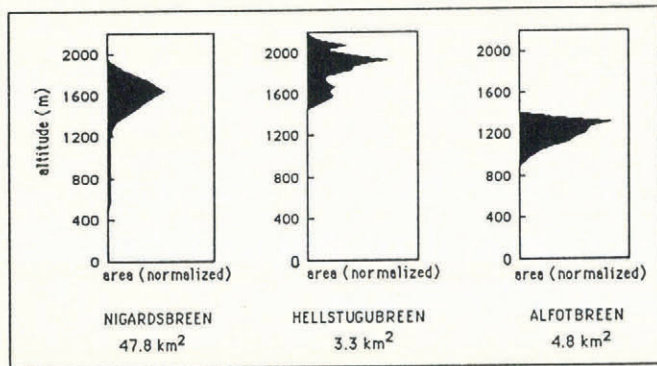 altitude (m)
2000
1600
1200
800
400
0
area (normalized)
NIGARDSBREEN
47.8 km²
2000
1600
1200
800
400
0
area (normalized)
HELLSTUGUBREEN
3.3 km²
2000
1600
1200
800
400
0
area (normalized)
ALFOTBREEN
4.8 km²